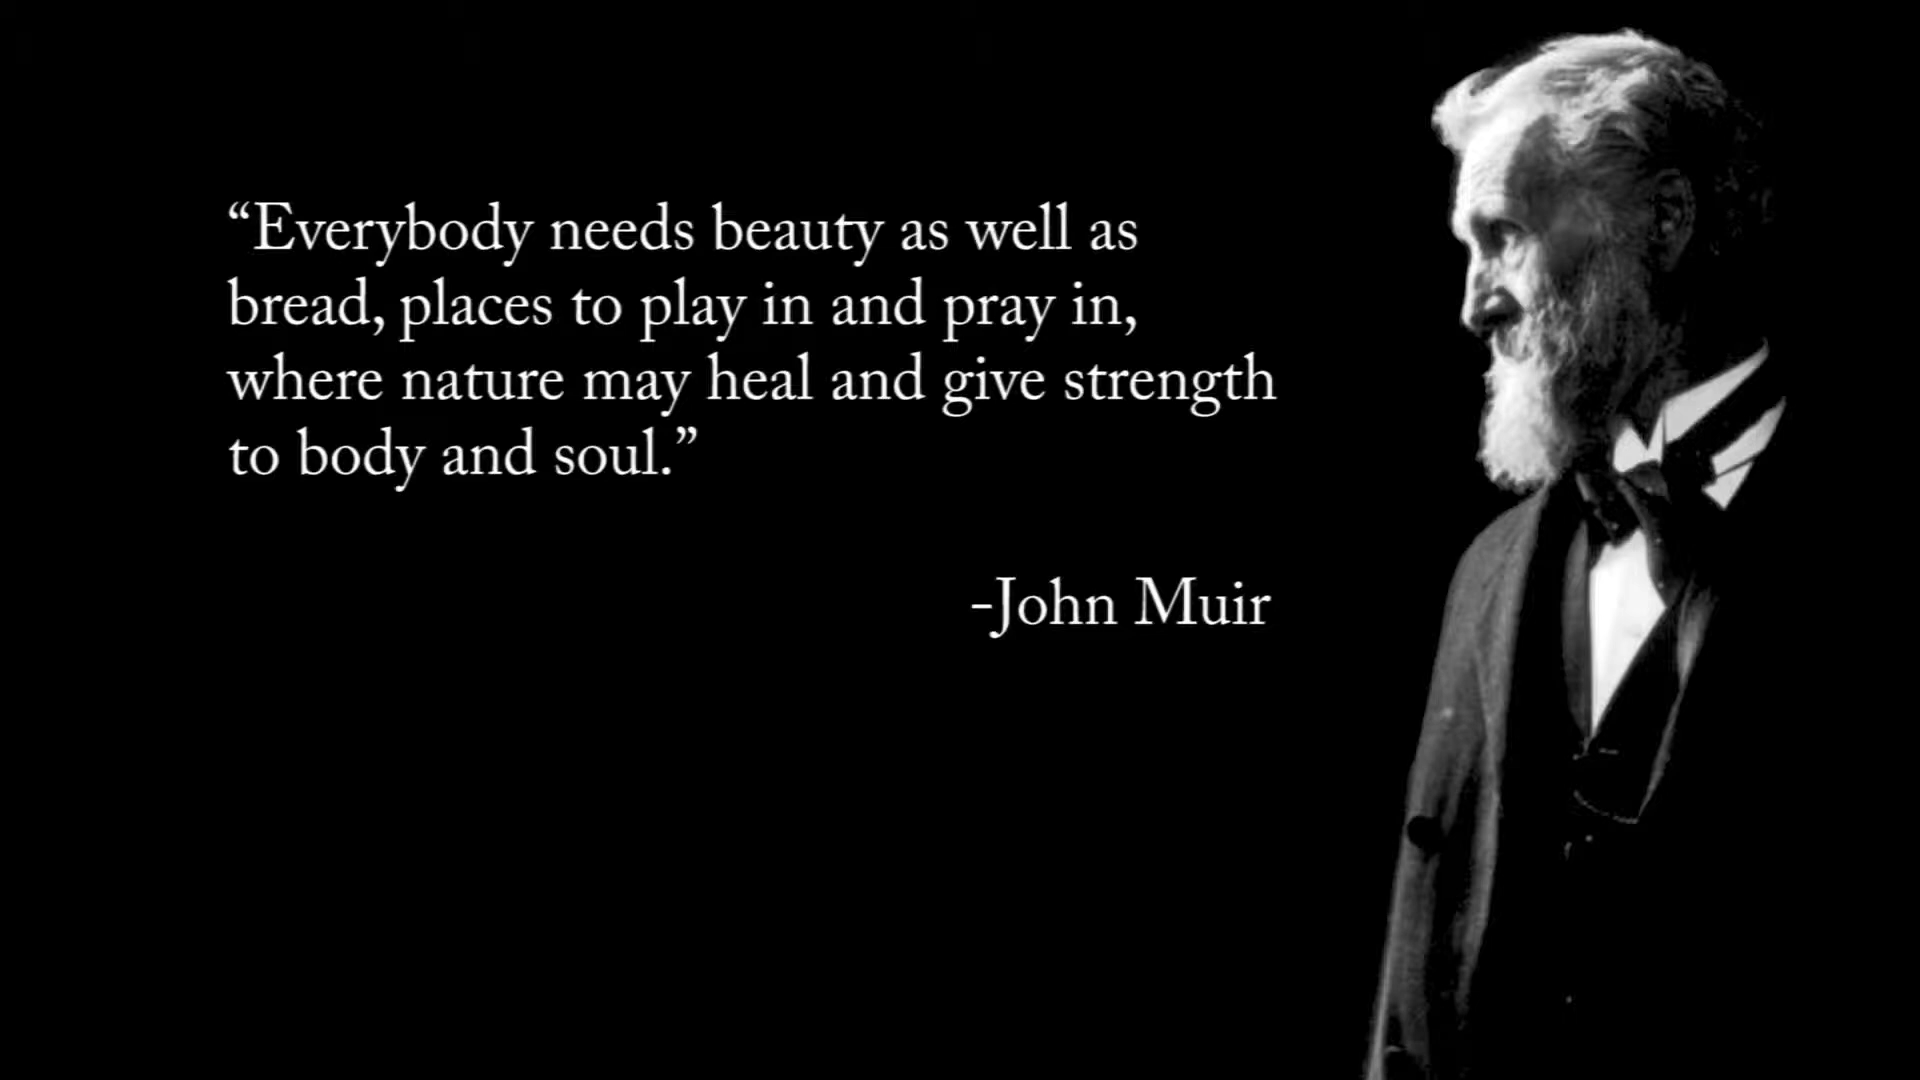 “Everybody needs beauty as well as
bread, places to play in and pray in,
where nature may heal and give strength
to body and soul.”
-John Muir